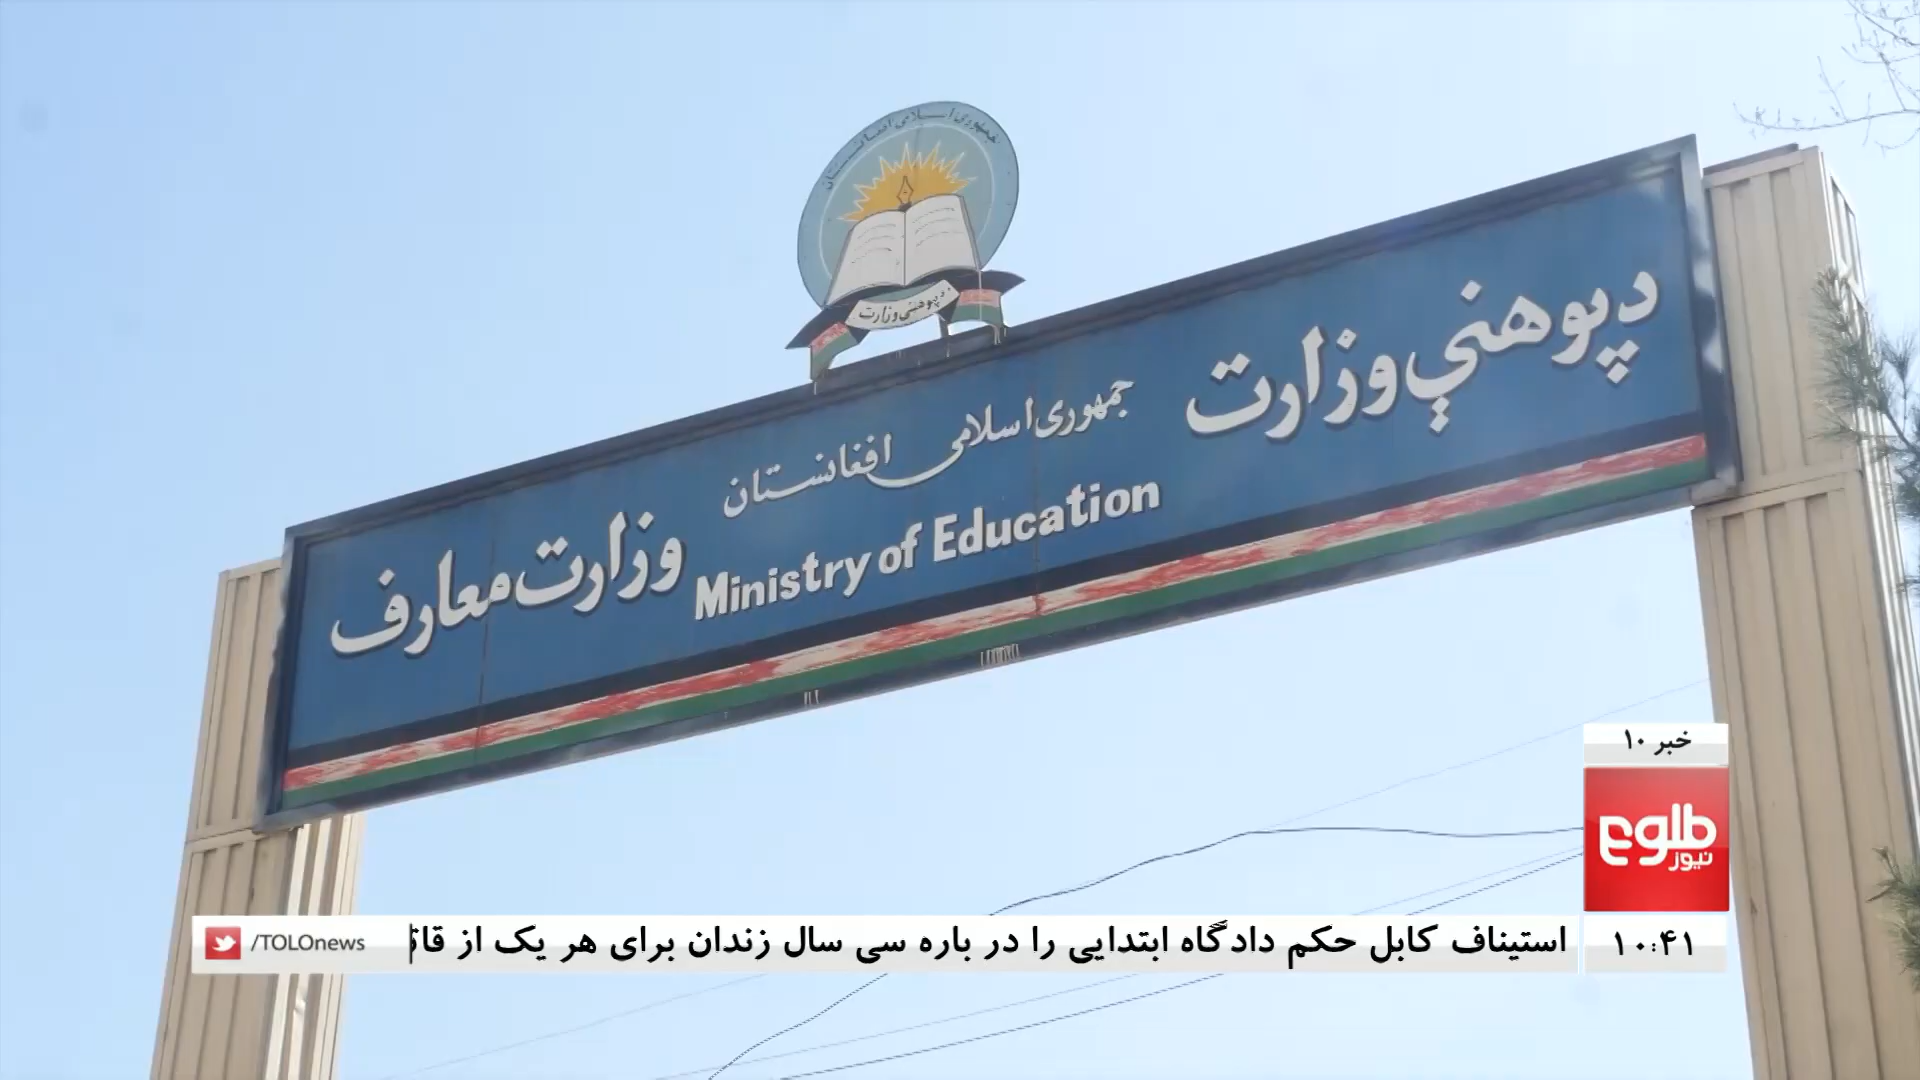 جمهوری اسلامی افغانستان
د پوهنې وزارت
د پوهنې وزارت
جمهوری اسلامی افغانستان
وزارت معارف
Ministry of Education
خبر ۱۰
طلوع
نیوز
استیناف کابل حکم دادگاه ابتدایی را در باره سی سال زندان برای هر یک از
/TOLOnews
۱۰:۴۱